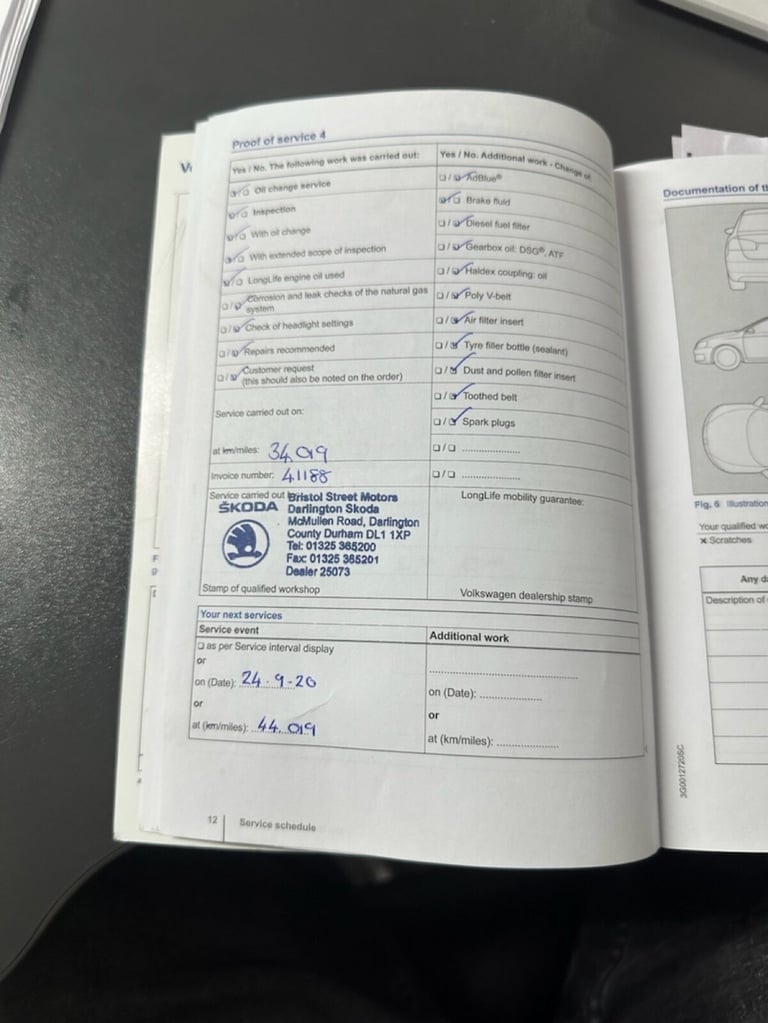 Proof of service 4
Yes / No. The following work was carried out:
☑/☐ Oil change service
☑/☐ Inspection
☑/☐ With oil change
☑/☐ With extended scope of inspection
☑/☐ LongLife engine oil used
☐/☑ Corrosion and leak checks of the natural gas
system
☐/☑ Check of headlight settings
☐/☑ Repairs recommended
☐/☑ Customer request
(this should also be noted on the order)
Service carried out on:
at km/miles: 34,019
Invoice number: 41188
Service carried out
ŠKODA
Bristol Street Motors
Darlington Skoda
McMullen Road, Darlington
County Durham DL1 1XP
Tel: 01325 365200
Fax: 01325 365201
Dealer 25073
Stamp of qualified workshop
Yes / No. Additional work - Change of:
☐/☑ AdBlue®
☑/☐ Brake fluid
☐/☑ Diesel fuel filter
☐/☑ Gearbox oil: DSG®, ATF
☐/☑ Haldex coupling: oil
☐/☑ Poly V-belt
☐/☑ Air filter insert
☐/☑ Tyre filler bottle (sealant)
☐/☑ Dust and pollen filter insert
☐/☑ Toothed belt
☐/☑ Spark plugs
☐/☐ ....................
☐/☐ ....................
LongLife mobility guarantee:
Volkswagen dealership stamp
Your next services
Service event
☐ as per Service interval display
or
on (Date): 24.9-20
or
at (km/miles): 44.019
Additional work
on (Date): ....................
or
at (km/miles): ....................
12 Service schedule
Documentation of
Fig. 6 Illustration
Your qualified
✕ Scratches
Any
Description of
3G0012720SC